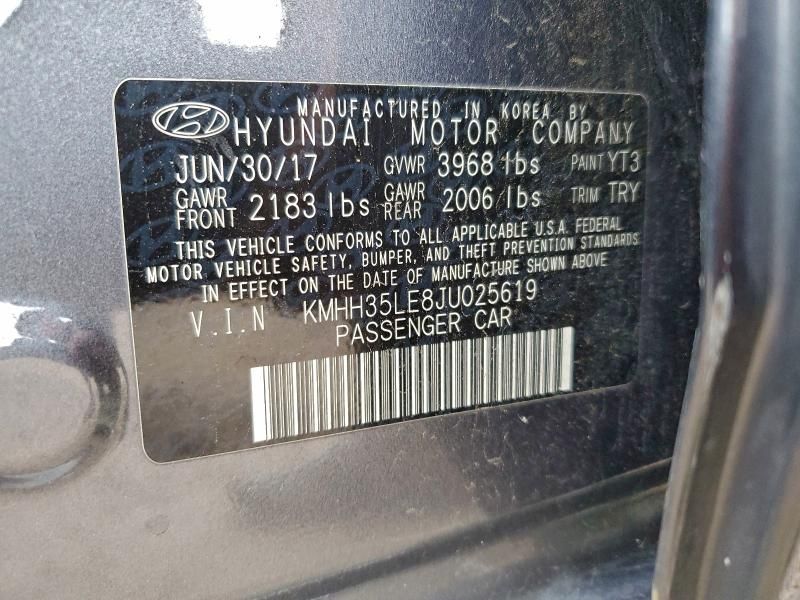 MANUFACTURED IN KOREA BY
HYUNDAI MOTOR COMPANY
JUN/30/17 GVWR 3968 lbs PAINT YT3
GAWR FRONT 2183 lbs GAWR REAR 2006 lbs TRIM TRY
THIS VEHICLE CONFORMS TO ALL APPLICABLE U.S.A. FEDERAL
MOTOR VEHICLE SAFETY, BUMPER, AND THEFT PREVENTION STANDARDS
IN EFFECT ON THE DATE OF MANUFACTURE SHOWN ABOVE.
V.I.N KMHH35LE8JU025619
PASSENGER CAR